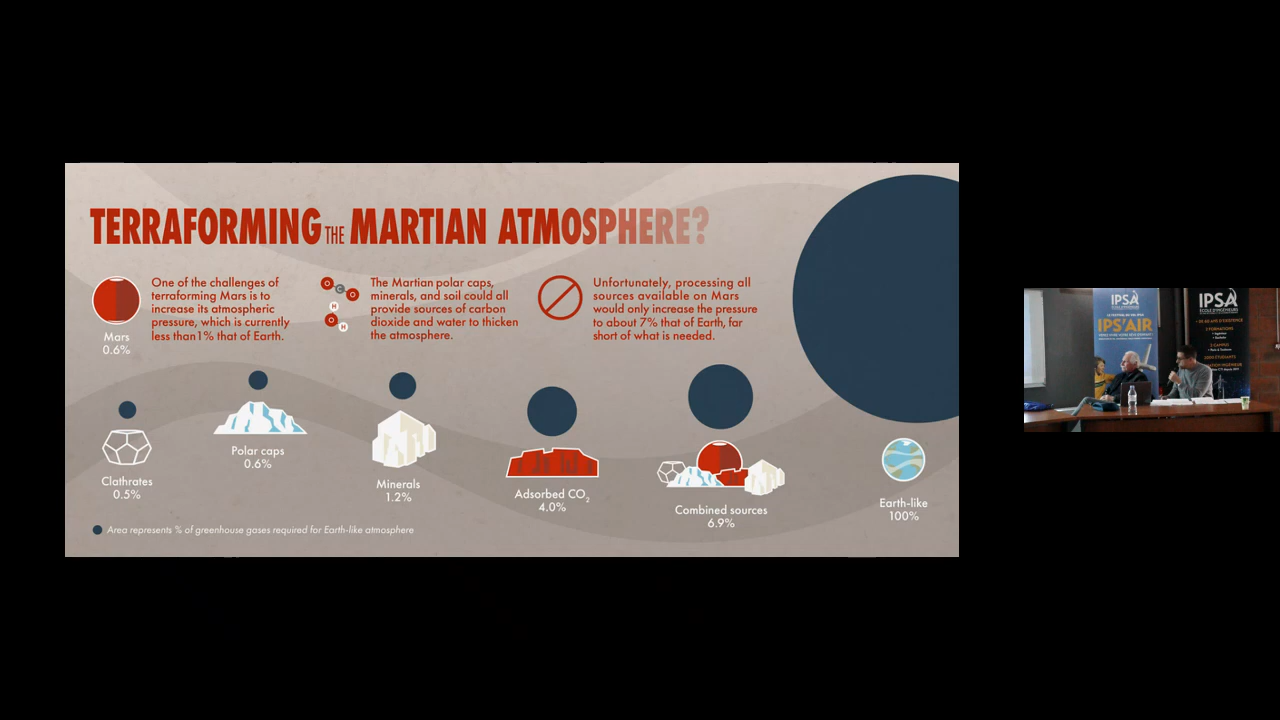 TERRAFORMING THE MARTIAN ATMOSPHERE?
One of the challenges of
terraforming Mars is to
increase its atmospheric
pressure, which is currently
less than 1% that of Earth.
Mars
0.6%
O
C
O
H
O
H
The Martian polar caps,
minerals, and soil could all
provide sources of carbon
dioxide and water to thicken
the atmosphere.
Unfortunately, processing all
sources available on Mars
would only increase the pressure
to about 7% that of Earth, far
short of what is needed.
Clathrates
0.5%
Polar caps
0.6%
Minerals
1.2%
Adsorbed CO2
4.0%
Combined sources
6.9%
Earth-like
100%
Area represents % of greenhouse gases required for Earth-like atmosphere
IPSA
IPS'AIR
IPSA
ÉCOLE D'INGÉNIEURS